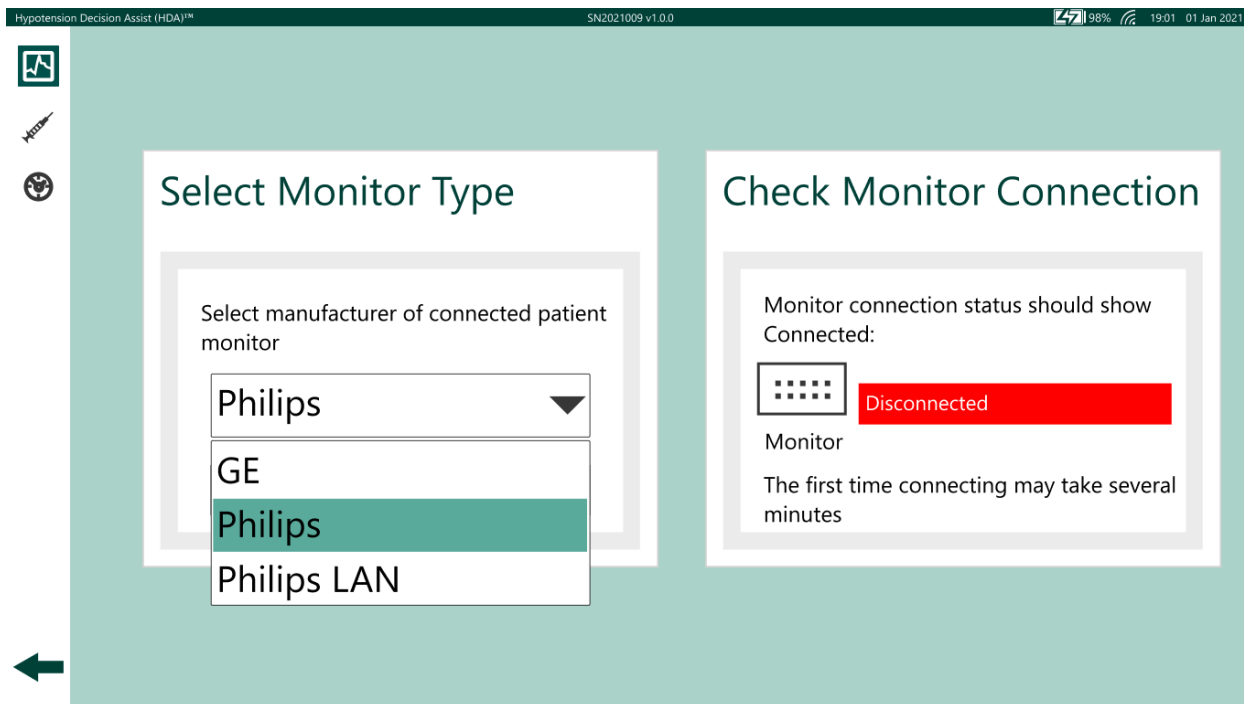 Hypotension Decision Assist (HDA)™
SN2021009 v1.0.0
98%
19:01 01 Jan 2021
Select Monitor Type
Select manufacturer of connected patient
monitor
Philips
GE
Philips
Philips LAN
Check Monitor Connection
Monitor connection status should show
Connected:
Disconnected
Monitor
The first time connecting may take several
minutes